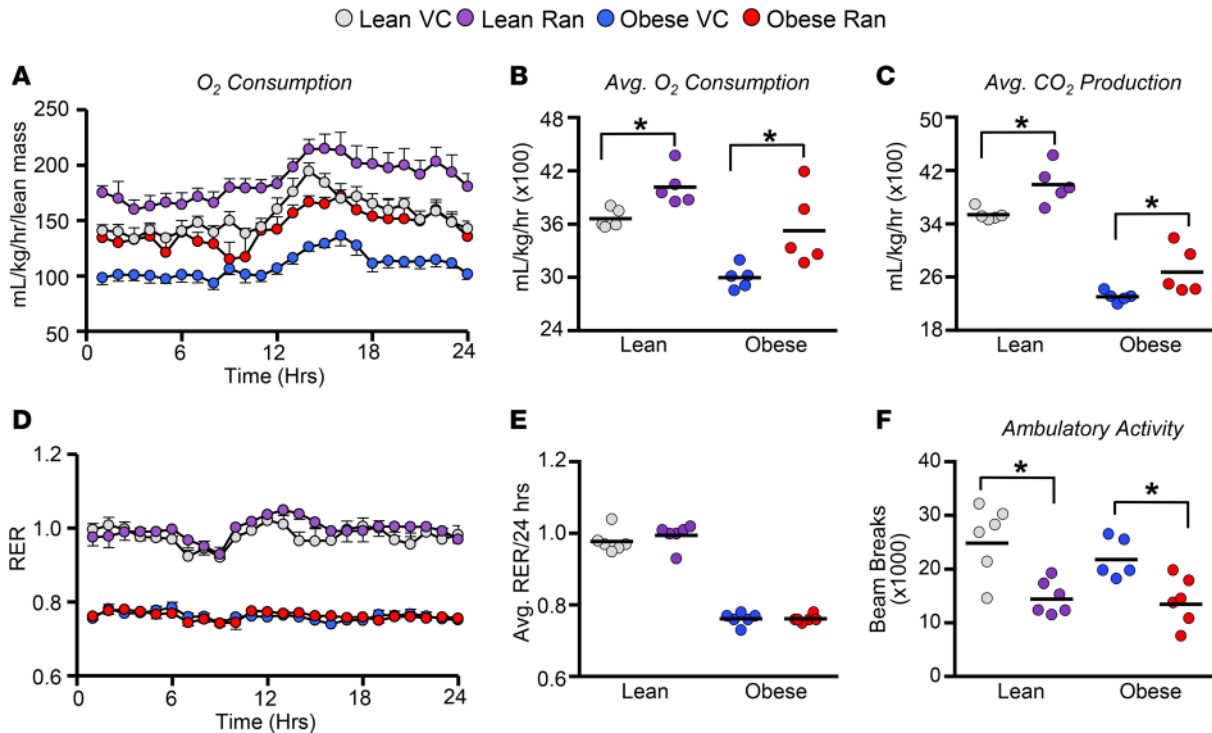 Lean VC Lean Ran Obese VC Obese Ran
A O₂ Consumption
mL/kg/hr/lean mass
250
200
150
100
50
0 6 12 18 24
Time (Hrs)
B Avg. O₂ Consumption
mL/kg/hr (x100)
48
42
36
30
24
* *
Lean Obese
C Avg. CO₂ Production
mL/kg/hr (x100)
50
42
34
26
18
* *
Lean Obese
D
RER
1.2
1.0
0.8
0.6
0 6 12 18 24
Time (Hrs)
E
Avg. RER/24 hrs
1.2
1.0
0.8
0.6
Lean Obese
F Ambulatory Activity
Beam Breaks
(x1000)
40
30
20
10
0
* *
Lean Obese